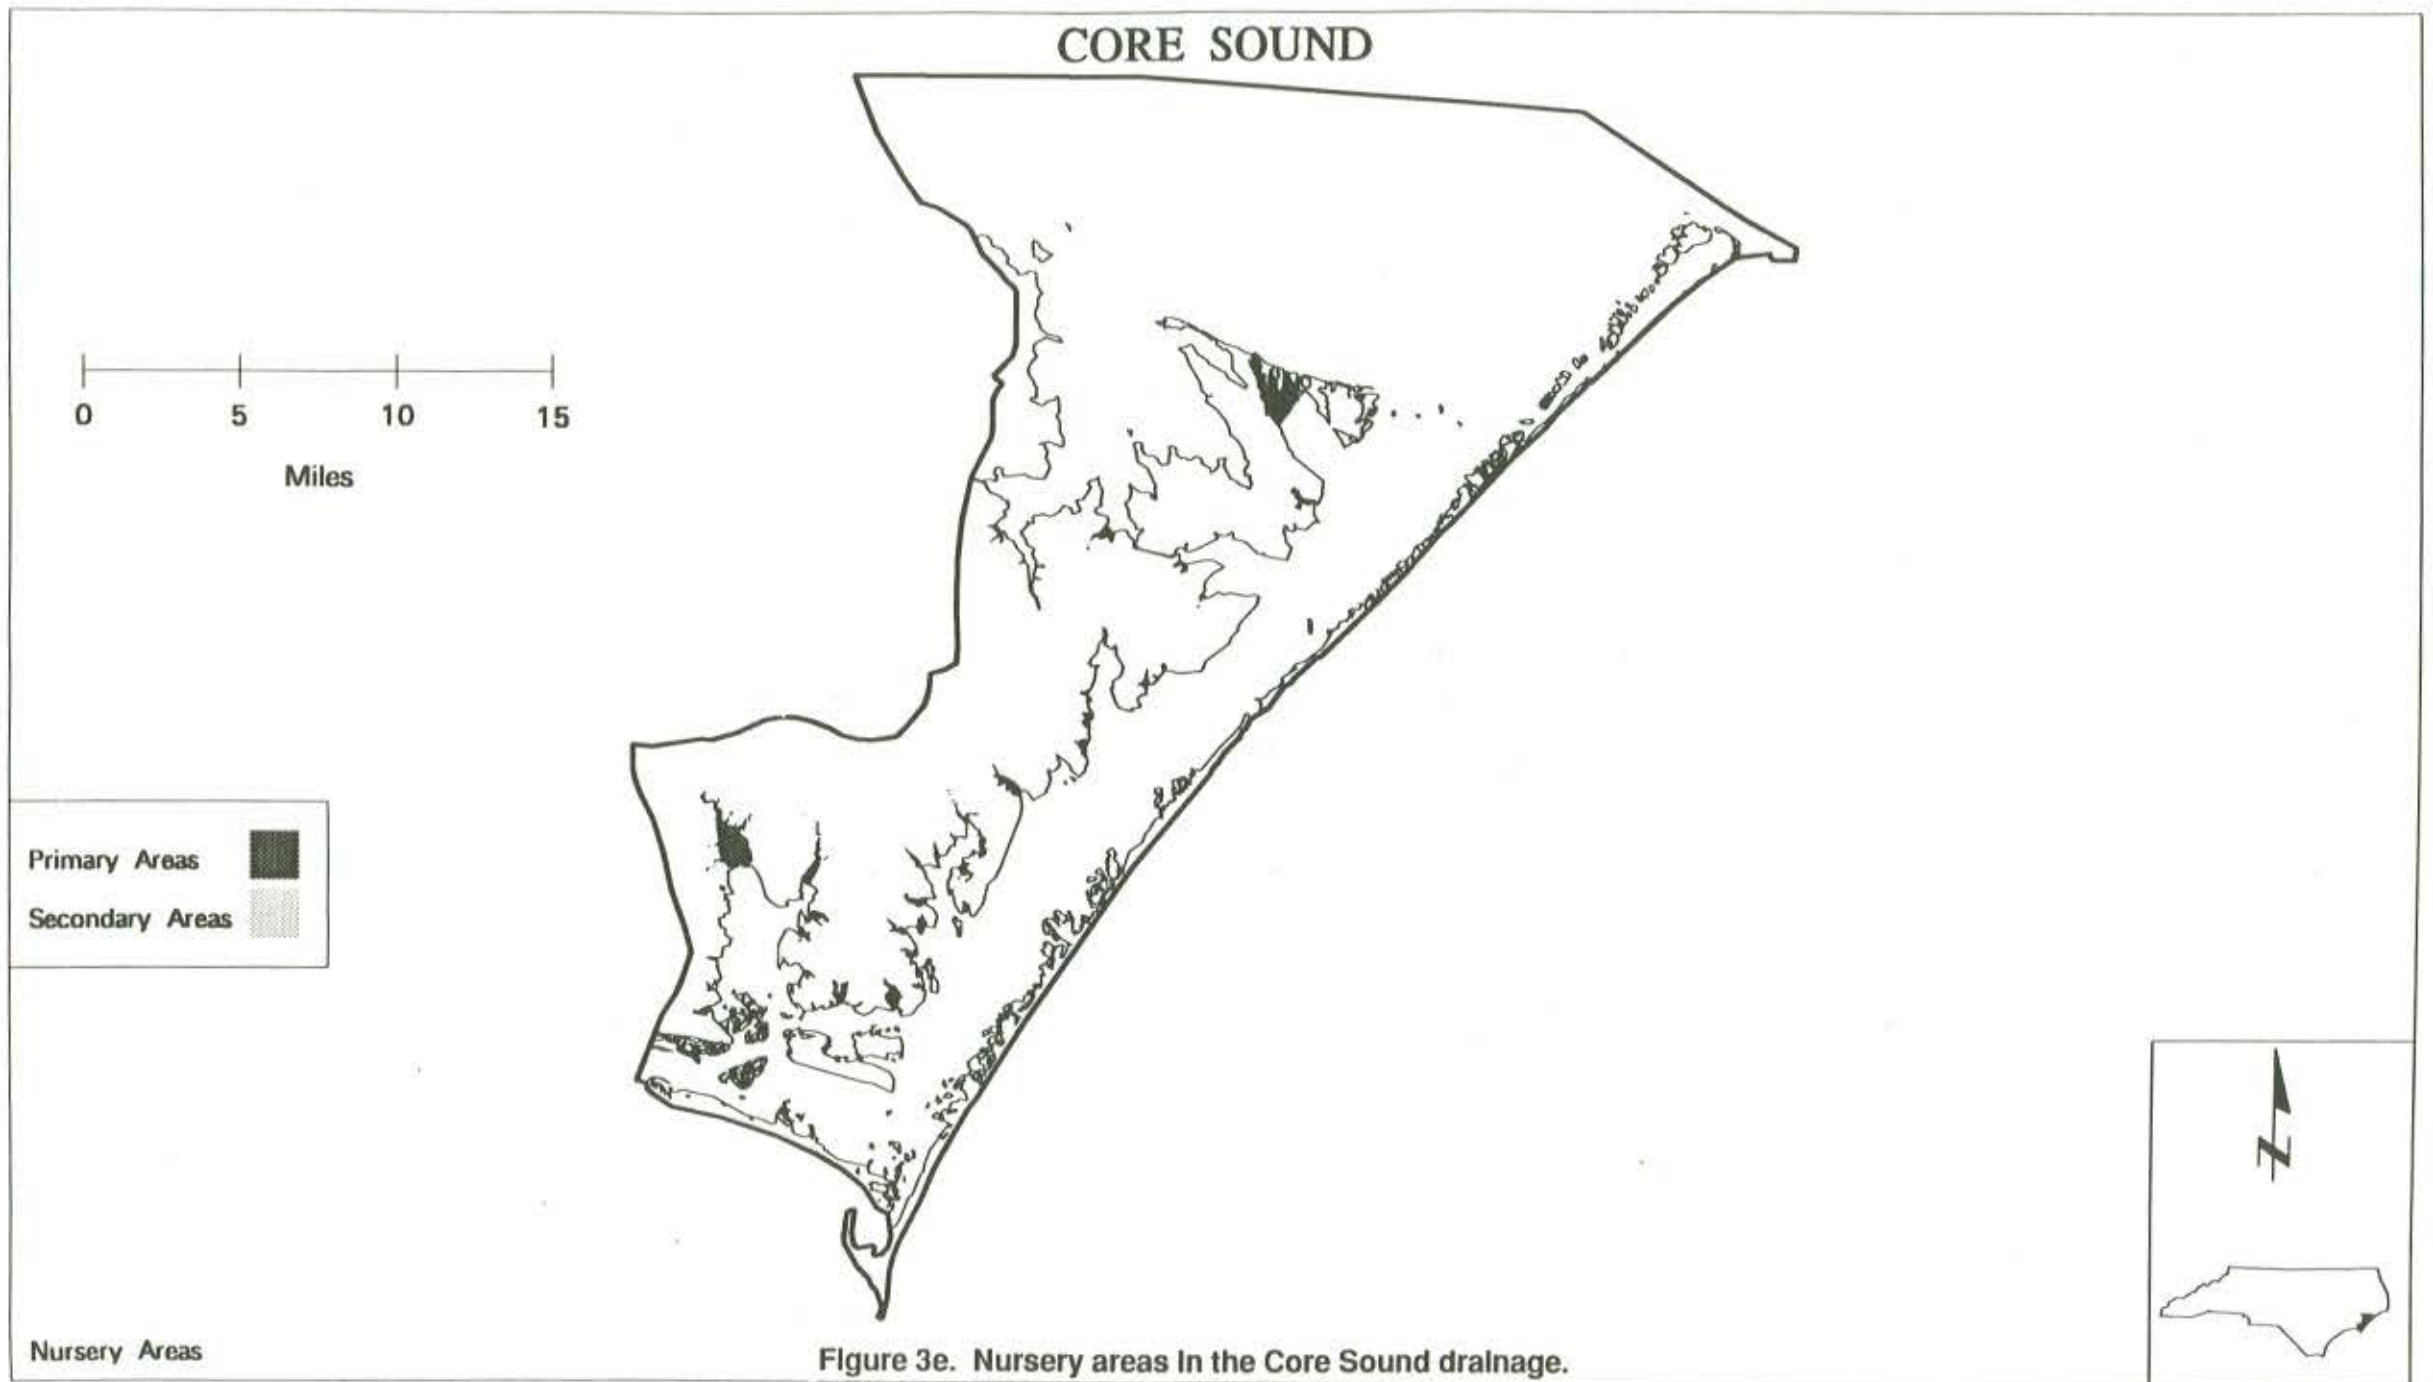 CORE SOUND
0 5 10 15
Miles
Primary Areas
Secondary Areas
N
Nursery Areas
Figure 3e. Nursery areas in the Core Sound drainage.